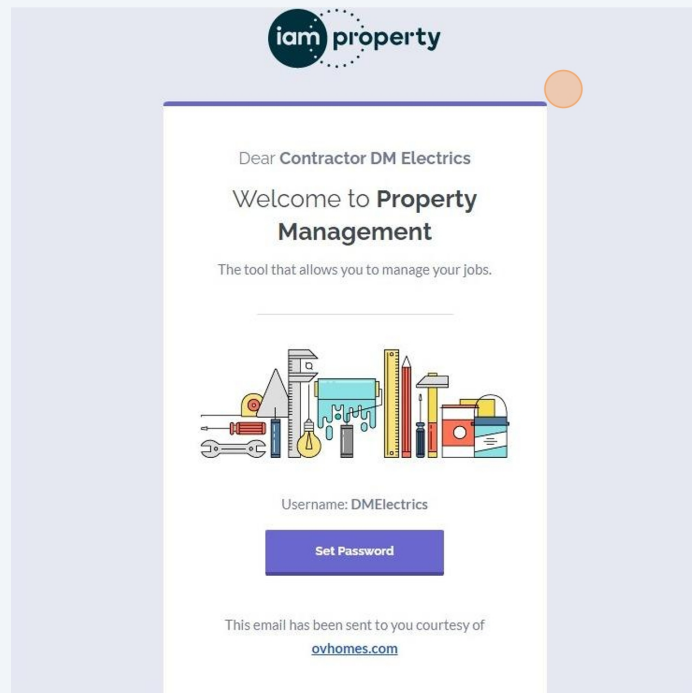 iam property
Dear Contractor DM Electrics
Welcome to Property
Management
The tool that allows you to manage your jobs.
Username: DMElectrics
Set Password
This email has been sent to you courtesy of
ovhomes.com